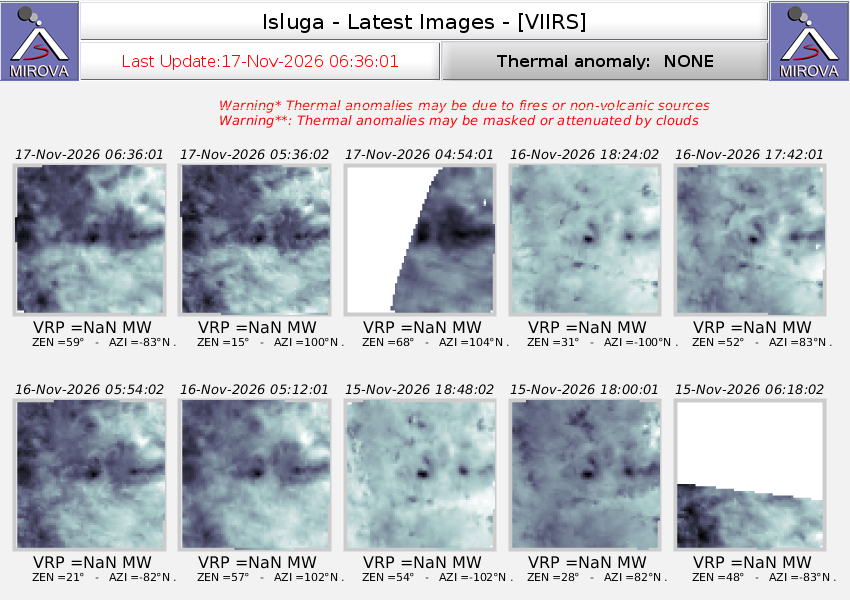 Isluga - Latest Images - [VIIRS]
MIROVA
Last Update:17-Nov-2026 06:36:01
Thermal anomaly: NONE
MIROVA
Warning* Thermal anomalies may be due to fires or non-volcanic sources
Warning**: Thermal anomalies may be masked or attenuated by clouds
17-Nov-2026 06:36:01
17-Nov-2026 05:36:02
17-Nov-2026 04:54:01
16-Nov-2026 18:24:02
16-Nov-2026 17:42:01
VRP =NaN MW
VRP =NaN MW
VRP =NaN MW
VRP =NaN MW
VRP =NaN MW
ZEN =59° - AZI =-83°N .
ZEN =15° - AZI =100°N .
ZEN =68° - AZI =104°N .
ZEN =31° - AZI =-100°N .
ZEN =52° - AZI =83°N .
16-Nov-2026 05:54:02
16-Nov-2026 05:12:01
15-Nov-2026 18:48:02
15-Nov-2026 18:00:01
15-Nov-2026 06:18:02
VRP =NaN MW
VRP =NaN MW
VRP =NaN MW
VRP =NaN MW
VRP =NaN MW
ZEN =21° - AZI =-82°N .
ZEN =57° - AZI =102°N .
ZEN =54° - AZI =-102°N .
ZEN =28° - AZI =82°N .
ZEN =48° - AZI =-83°N .